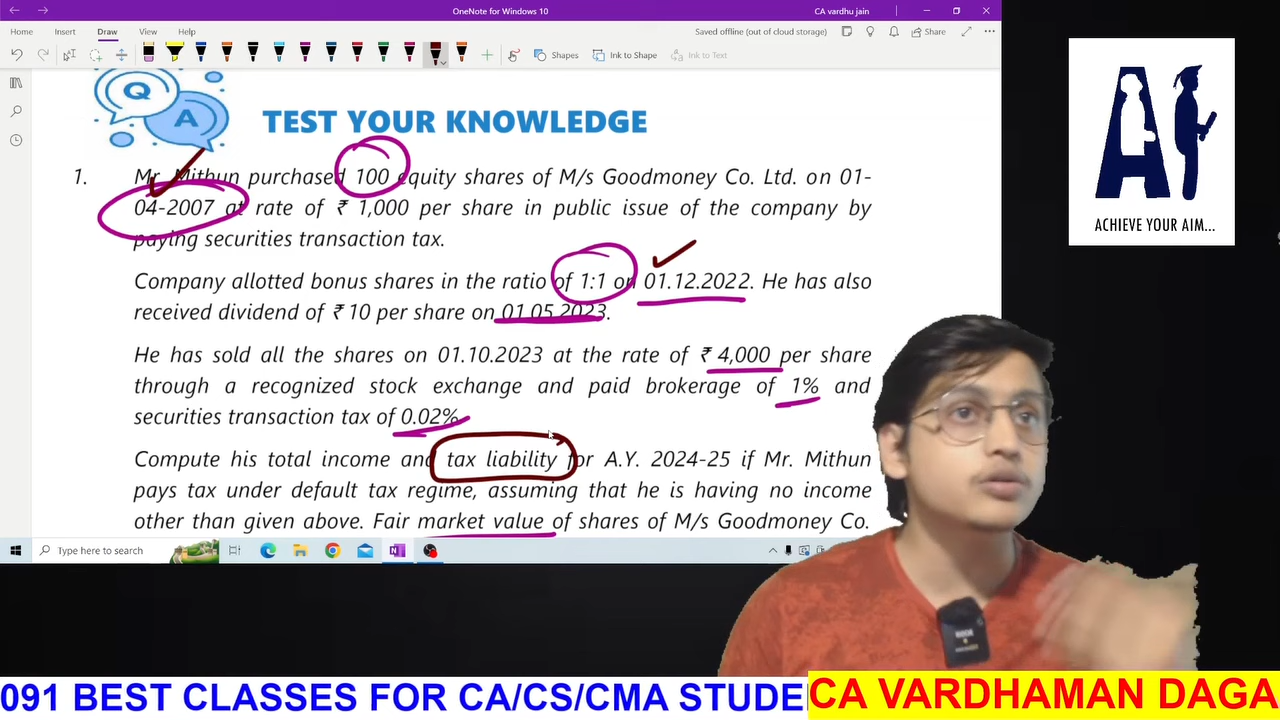 OneNote for Windows 10
CA vardhu jain
Home Insert Draw View Help
Saved offline (out of cloud storage)
Share
Shapes
Ink to Shape
Ink to Text
Q
A
TEST YOUR KNOWLEDGE
1. Mr. Mithun purchased 100 equity shares of M/s Goodmoney Co. Ltd. on 01-
04-2007 at rate of ₹ 1,000 per share in public issue of the company by
paying securities transaction tax.
Company allotted bonus shares in the ratio of 1:1 on 01.12.2022. He has also
received dividend of ₹ 10 per share on 01.05.2023.
He has sold all the shares on 01.10.2023 at the rate of ₹ 4,000 per share
through a recognized stock exchange and paid brokerage of 1% and
securities transaction tax of 0.02%
Compute his total income and tax liability for A.Y. 2024-25 if Mr. Mithun
pays tax under default tax regime, assuming that he is having no income
other than given above. Fair market value of shares of M/s Goodmoney Co.
Type here to search
AI
ACHIEVE YOUR AIM...
091 BEST CLASSES FOR CA/CS/CMA STUDE
CA VARDHAMAN DAGA